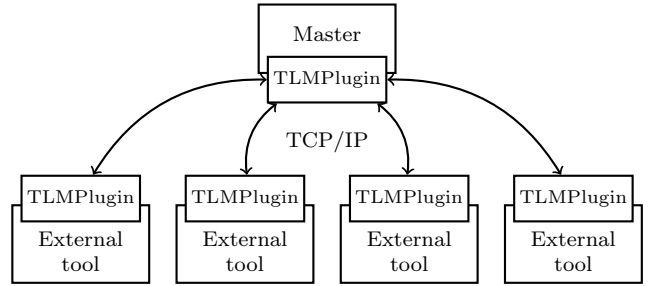 Master
TLMPlugin
TCP/IP
TLMPlugin
External
tool
TLMPlugin
External
tool
TLMPlugin
External
tool
TLMPlugin
External
tool